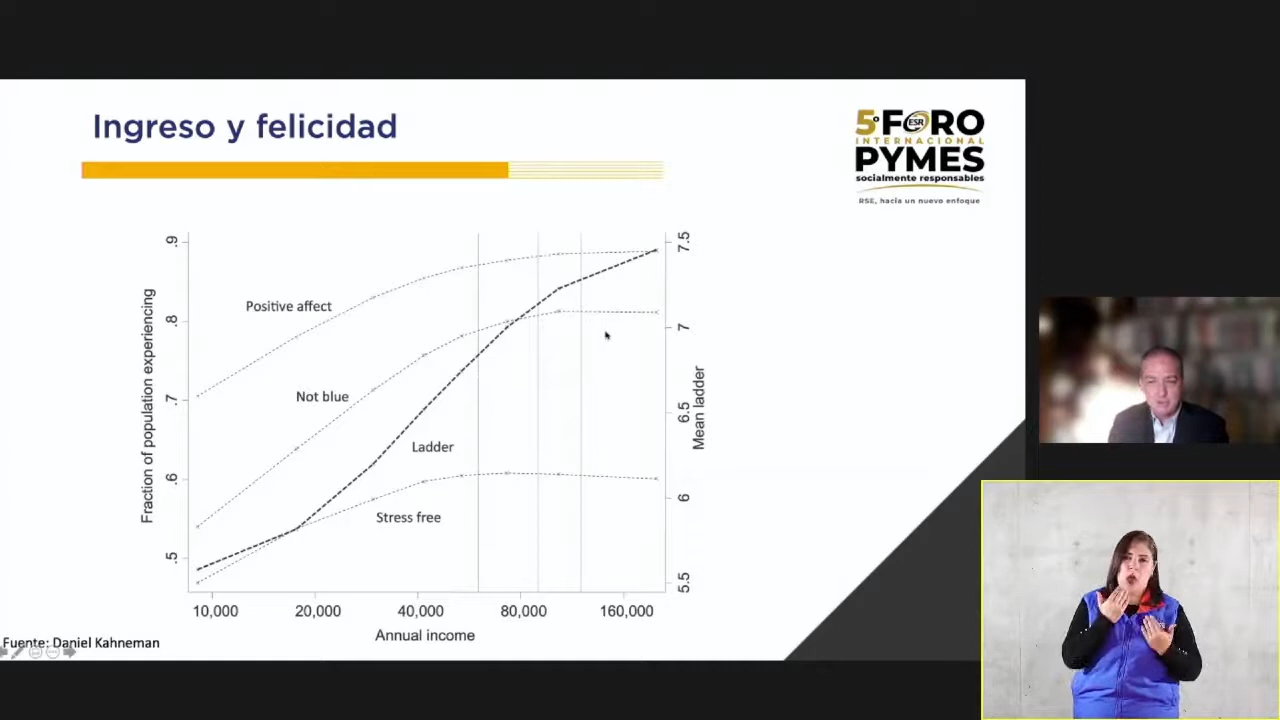 Ingreso y felicidad
5º FORO
ESR
INTERNACIONAL
PYMES
socialmente responsables
RSE, hacia un nuevo enfoque
Fraction of population experiencing
.9
.8
.7
.6
.5
Positive affect
Not blue
Ladder
Stress free
7.5
7
6.5
6
5.5
Mean ladder
10,000
20,000
40,000
80,000
160,000
Annual income
Fuente: Daniel Kahneman